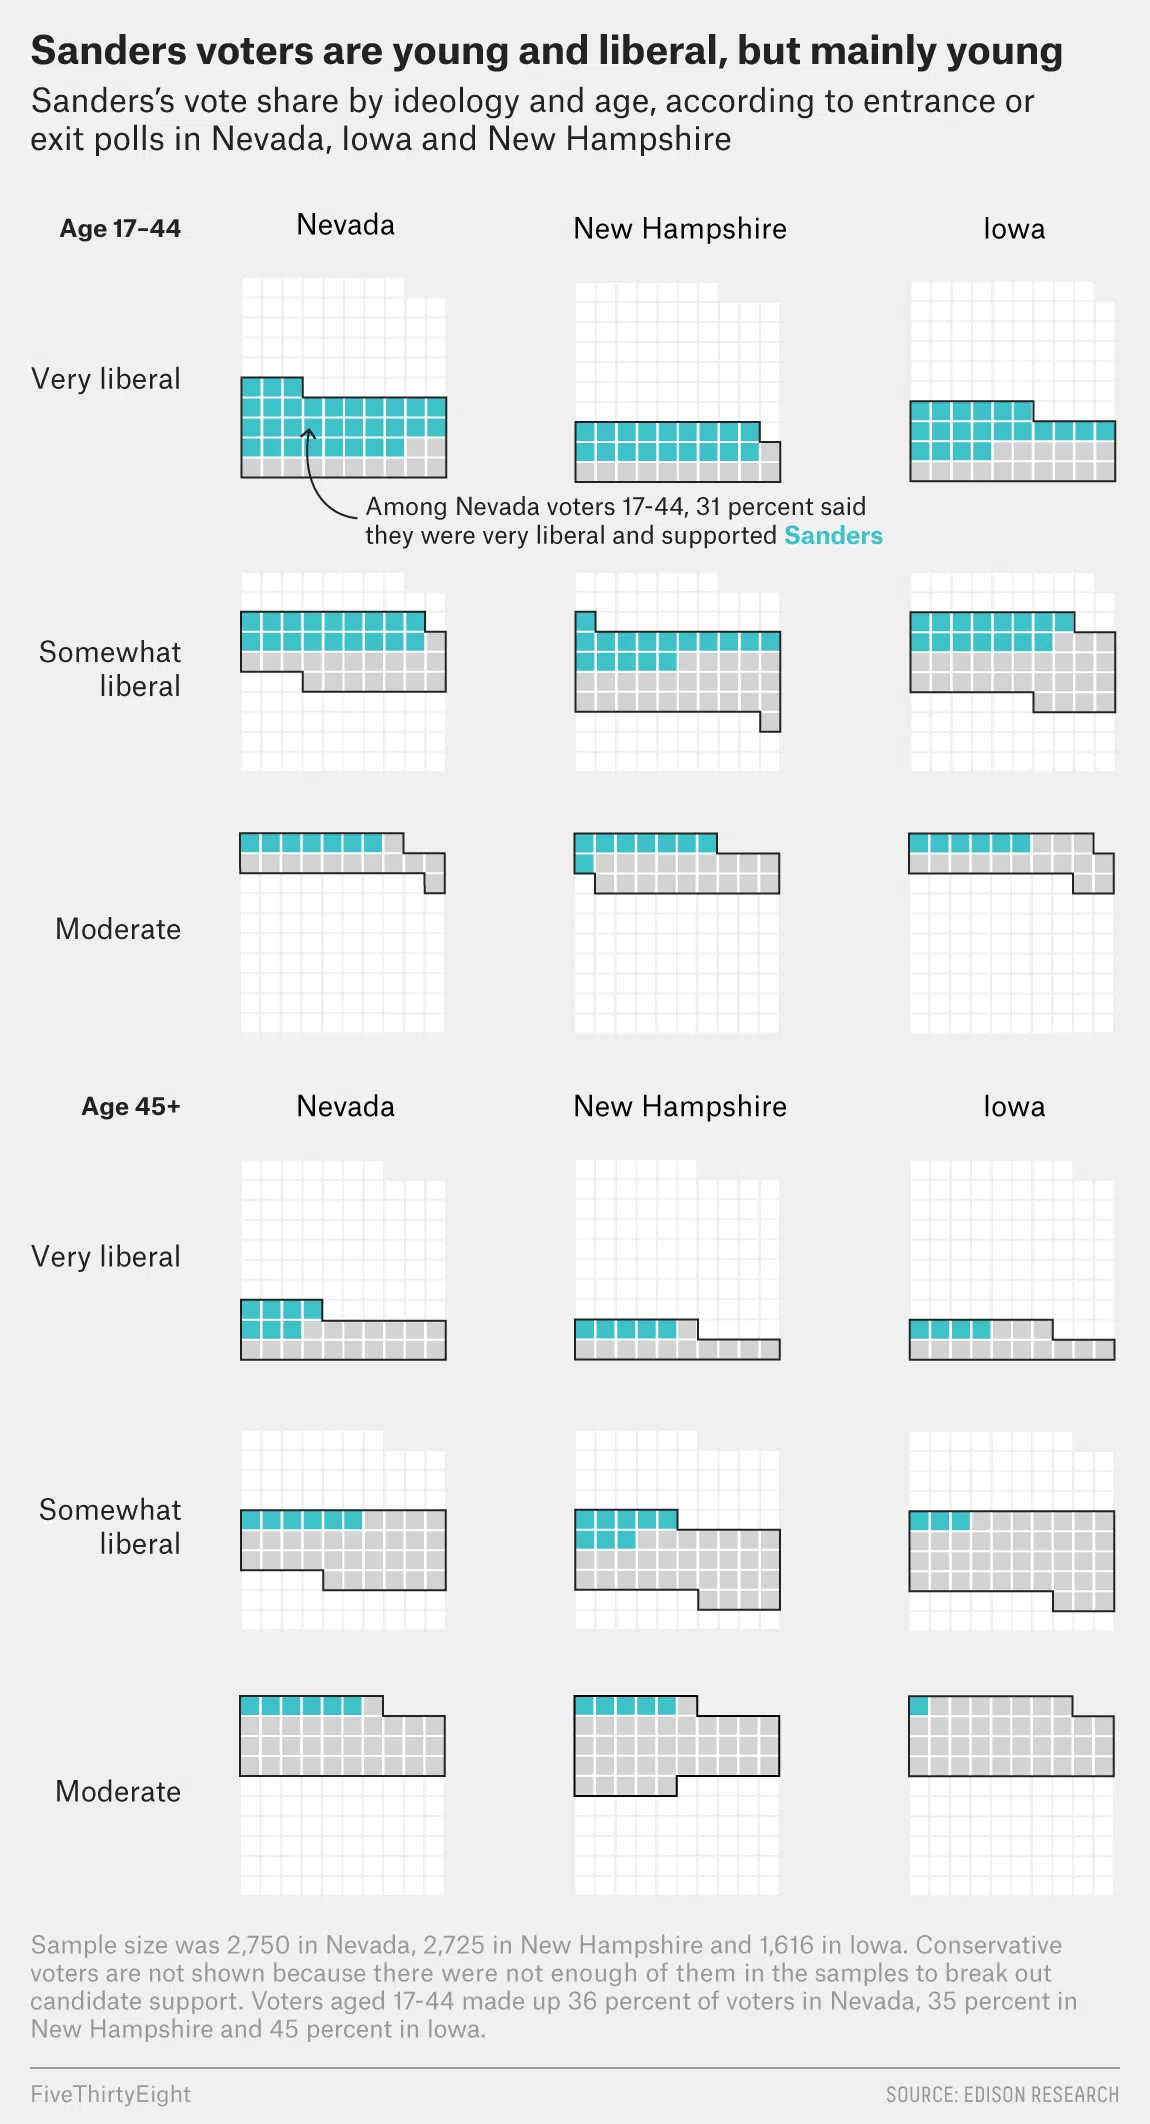 Sanders voters are young and liberal, but mainly young
Sanders's vote share by ideology and age, according to entrance or
exit polls in Nevada, Iowa and New Hampshire
Age 17–44
Nevada
New Hampshire
Iowa
Very liberal
Among Nevada voters 17-44, 31 percent said
they were very liberal and supported Sanders
Somewhat
liberal
Moderate
Age 45+
Nevada
New Hampshire
Iowa
Very liberal
Somewhat
liberal
Moderate
Sample size was 2,750 in Nevada, 2,725 in New Hampshire and 1,616 in Iowa. Conservative
voters are not shown because there were not enough of them in the samples to break out
candidate support. Voters aged 17-44 made up 36 percent of voters in Nevada, 35 percent in
New Hampshire and 45 percent in Iowa.
FiveThirtyEight
SOURCE: EDISON RESEARCH